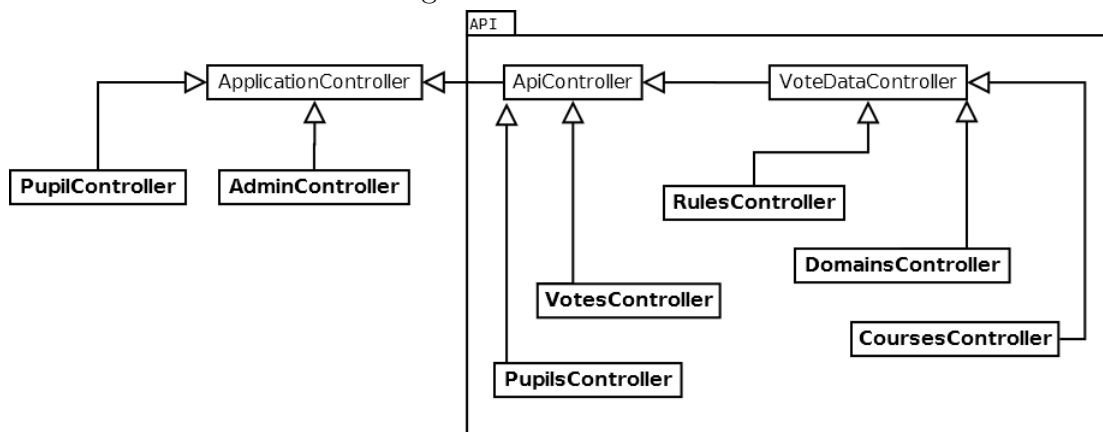 API
ApplicationController
ApiController
VoteDataController
PupilController
AdminController
RulesController
DomainsController
VotesController
CoursesController
PupilsController